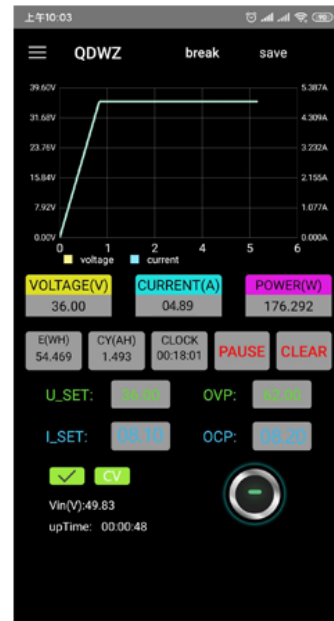 上午10:03
QDWZ break save
39.60V 5.387A
31.68V 4.309A
23.76V 3.232A
15.84V 2.155A
7.92V 1.077A
0.00V 0.000A
0 1 2 4 5 6
voltage current
VOLTAGE(V) CURRENT(A) POWER(W)
36.00 04.89 176.292
E(WH) CY(AH) CLOCK PAUSE CLEAR
54.469 1.493 00:18:01
U_SET: 36.00 OVP: 62.00
I_SET: 08.10 OCP: 08.20
CV
Vin(V):49.83
upTime: 00:00:48